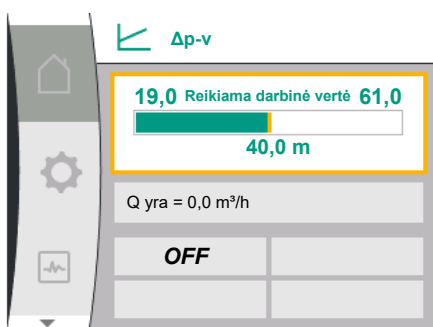 Δp-v
19,0 Reikiama darbinė vertė 61,0
40,0 m
Q yra = 0,0 m³/h
OFF